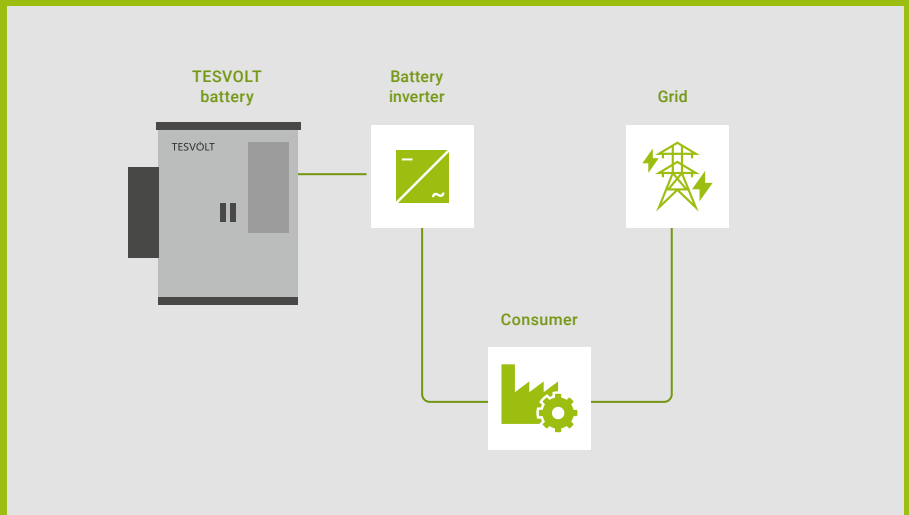 TESVOLT
battery
Battery
inverter
Grid
TESVOLT
Consumer